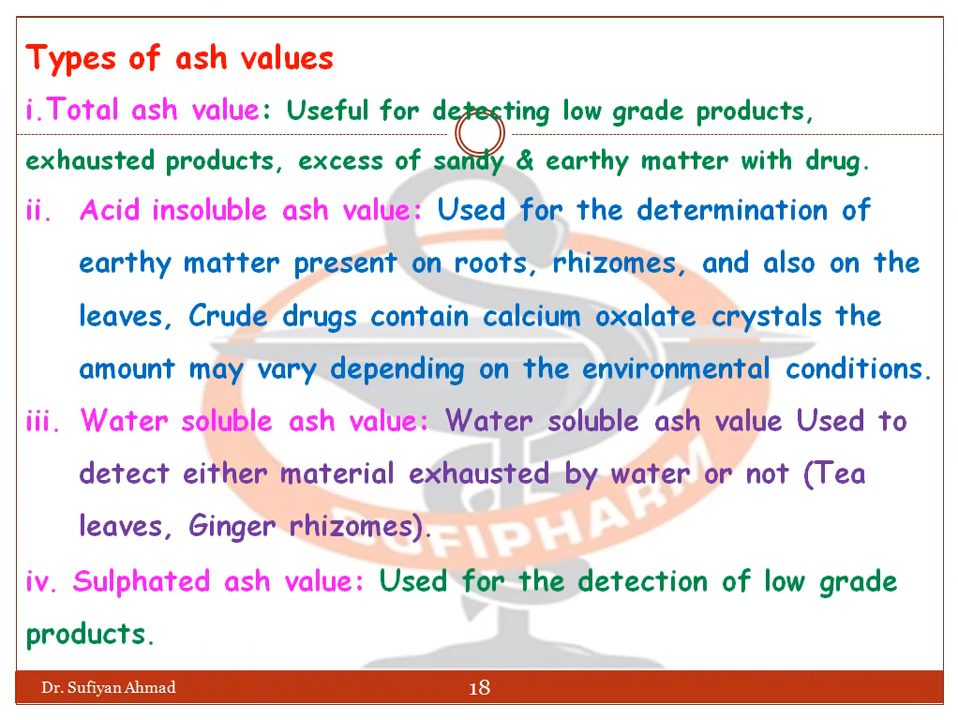 Types of ash values
i.Total ash value: Useful for detecting low grade products,
exhausted products, excess of sandy & earthy matter with drug.
ii. Acid insoluble ash value: Used for the determination of
earthy matter present on roots, rhizomes, and also on the
leaves, Crude drugs contain calcium oxalate crystals the
amount may vary depending on the environmental conditions.
iii. Water soluble ash value: Water soluble ash value Used to
detect either material exhausted by water or not (Tea
leaves, Ginger rhizomes).
SUFIPHARM
iv. Sulphated ash value: Used for the detection of low grade
products.
Dr. Sufiyan Ahmad
18